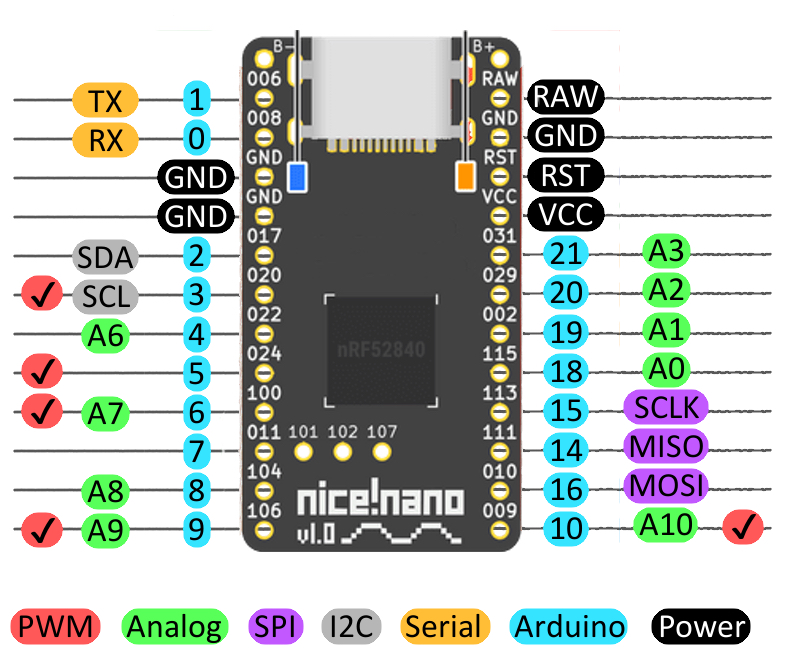 B- B+
006 RAW
TX 1 RAW
008 GND
RX 0 GND
GND RST
GND RST
GND VCC
GND VCC
017 031
SDA 2 21 A3
020 029
✓ SCL 3 20 A2
022 002
A6 4 19 A1
024 115
✓ 5 18 A0
100 113
✓ A7 6 15 SCLK
011 101 102 107 111
7 14 MISO
104 010
A8 8 16 MOSI
106 009
✓ A9 9 10 A10 ✓
nRF52840
nice!nano
v1.0
PWM Analog SPI I2C Serial Arduino Power